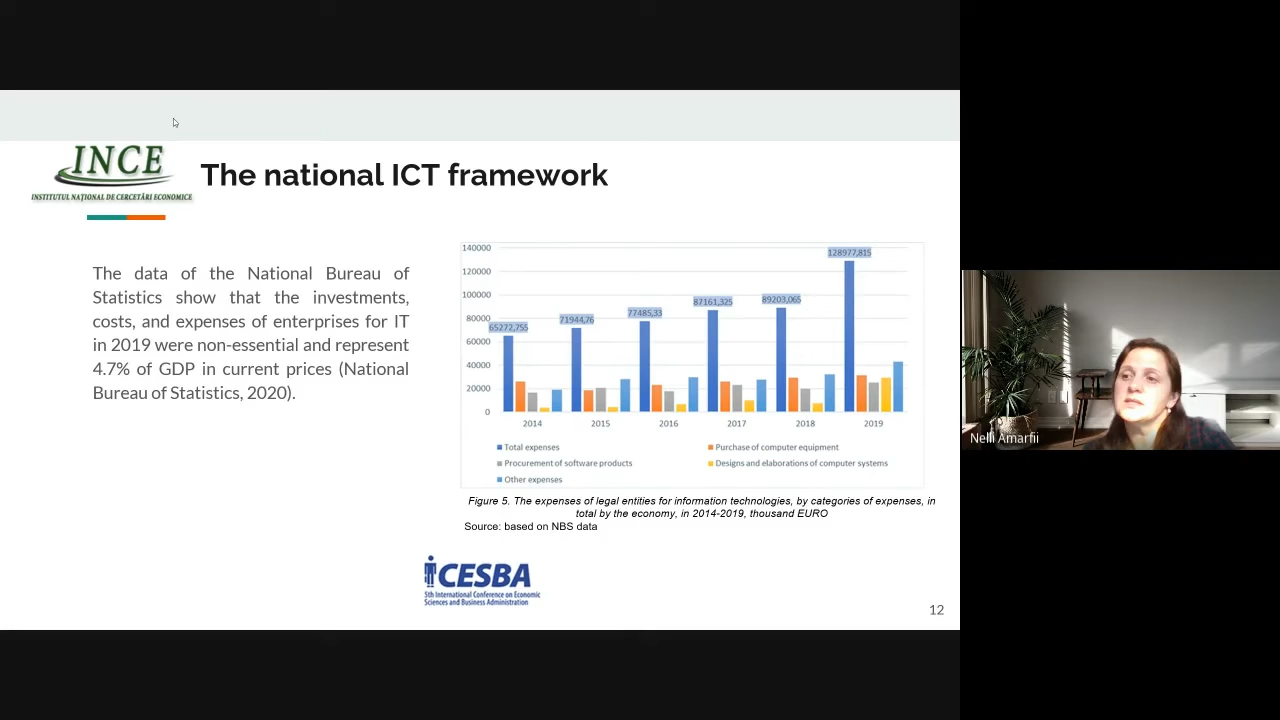 INCE
INSTITUTUL NAȚIONAL DE CERCETĂRI ECONOMICE
The national ICT framework
The data of the National Bureau of
Statistics show that the investments,
costs, and expenses of enterprises for IT
in 2019 were non-essential and represent
4.7% of GDP in current prices (National
Bureau of Statistics, 2020).
140000
120000
100000
80000
60000
40000
20000
0
65272,755
71944,76
77485,33
87161,325
89203,065
128977,815
2014 2015 2016 2017 2018 2019
Total expenses
Purchase of computer equipment
Procurement of software products
Designs and elaborations of computer systems
Other expenses
Figure 5. The expenses of legal entities for information technologies, by categories of expenses, in
total by the economy, in 2014-2019, thousand EURO
Source: based on NBS data
iCESBA
5th International Conference on Economic
Sciences and Business Administration
12
Nelli Amarfii